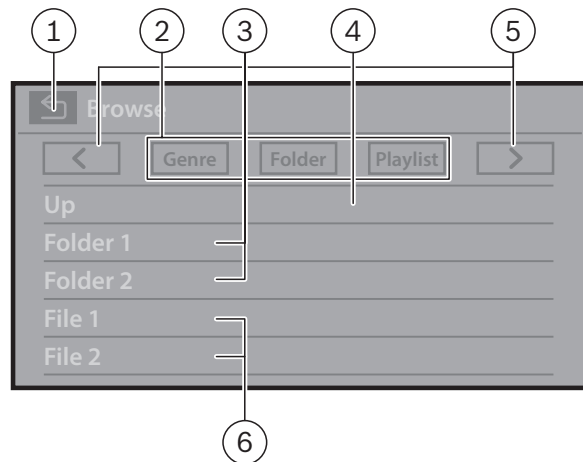 1 2 3 4 5
Browse
< Genre Folder Playlist >
Up
Folder 1
Folder 2
File 1
File 2
6